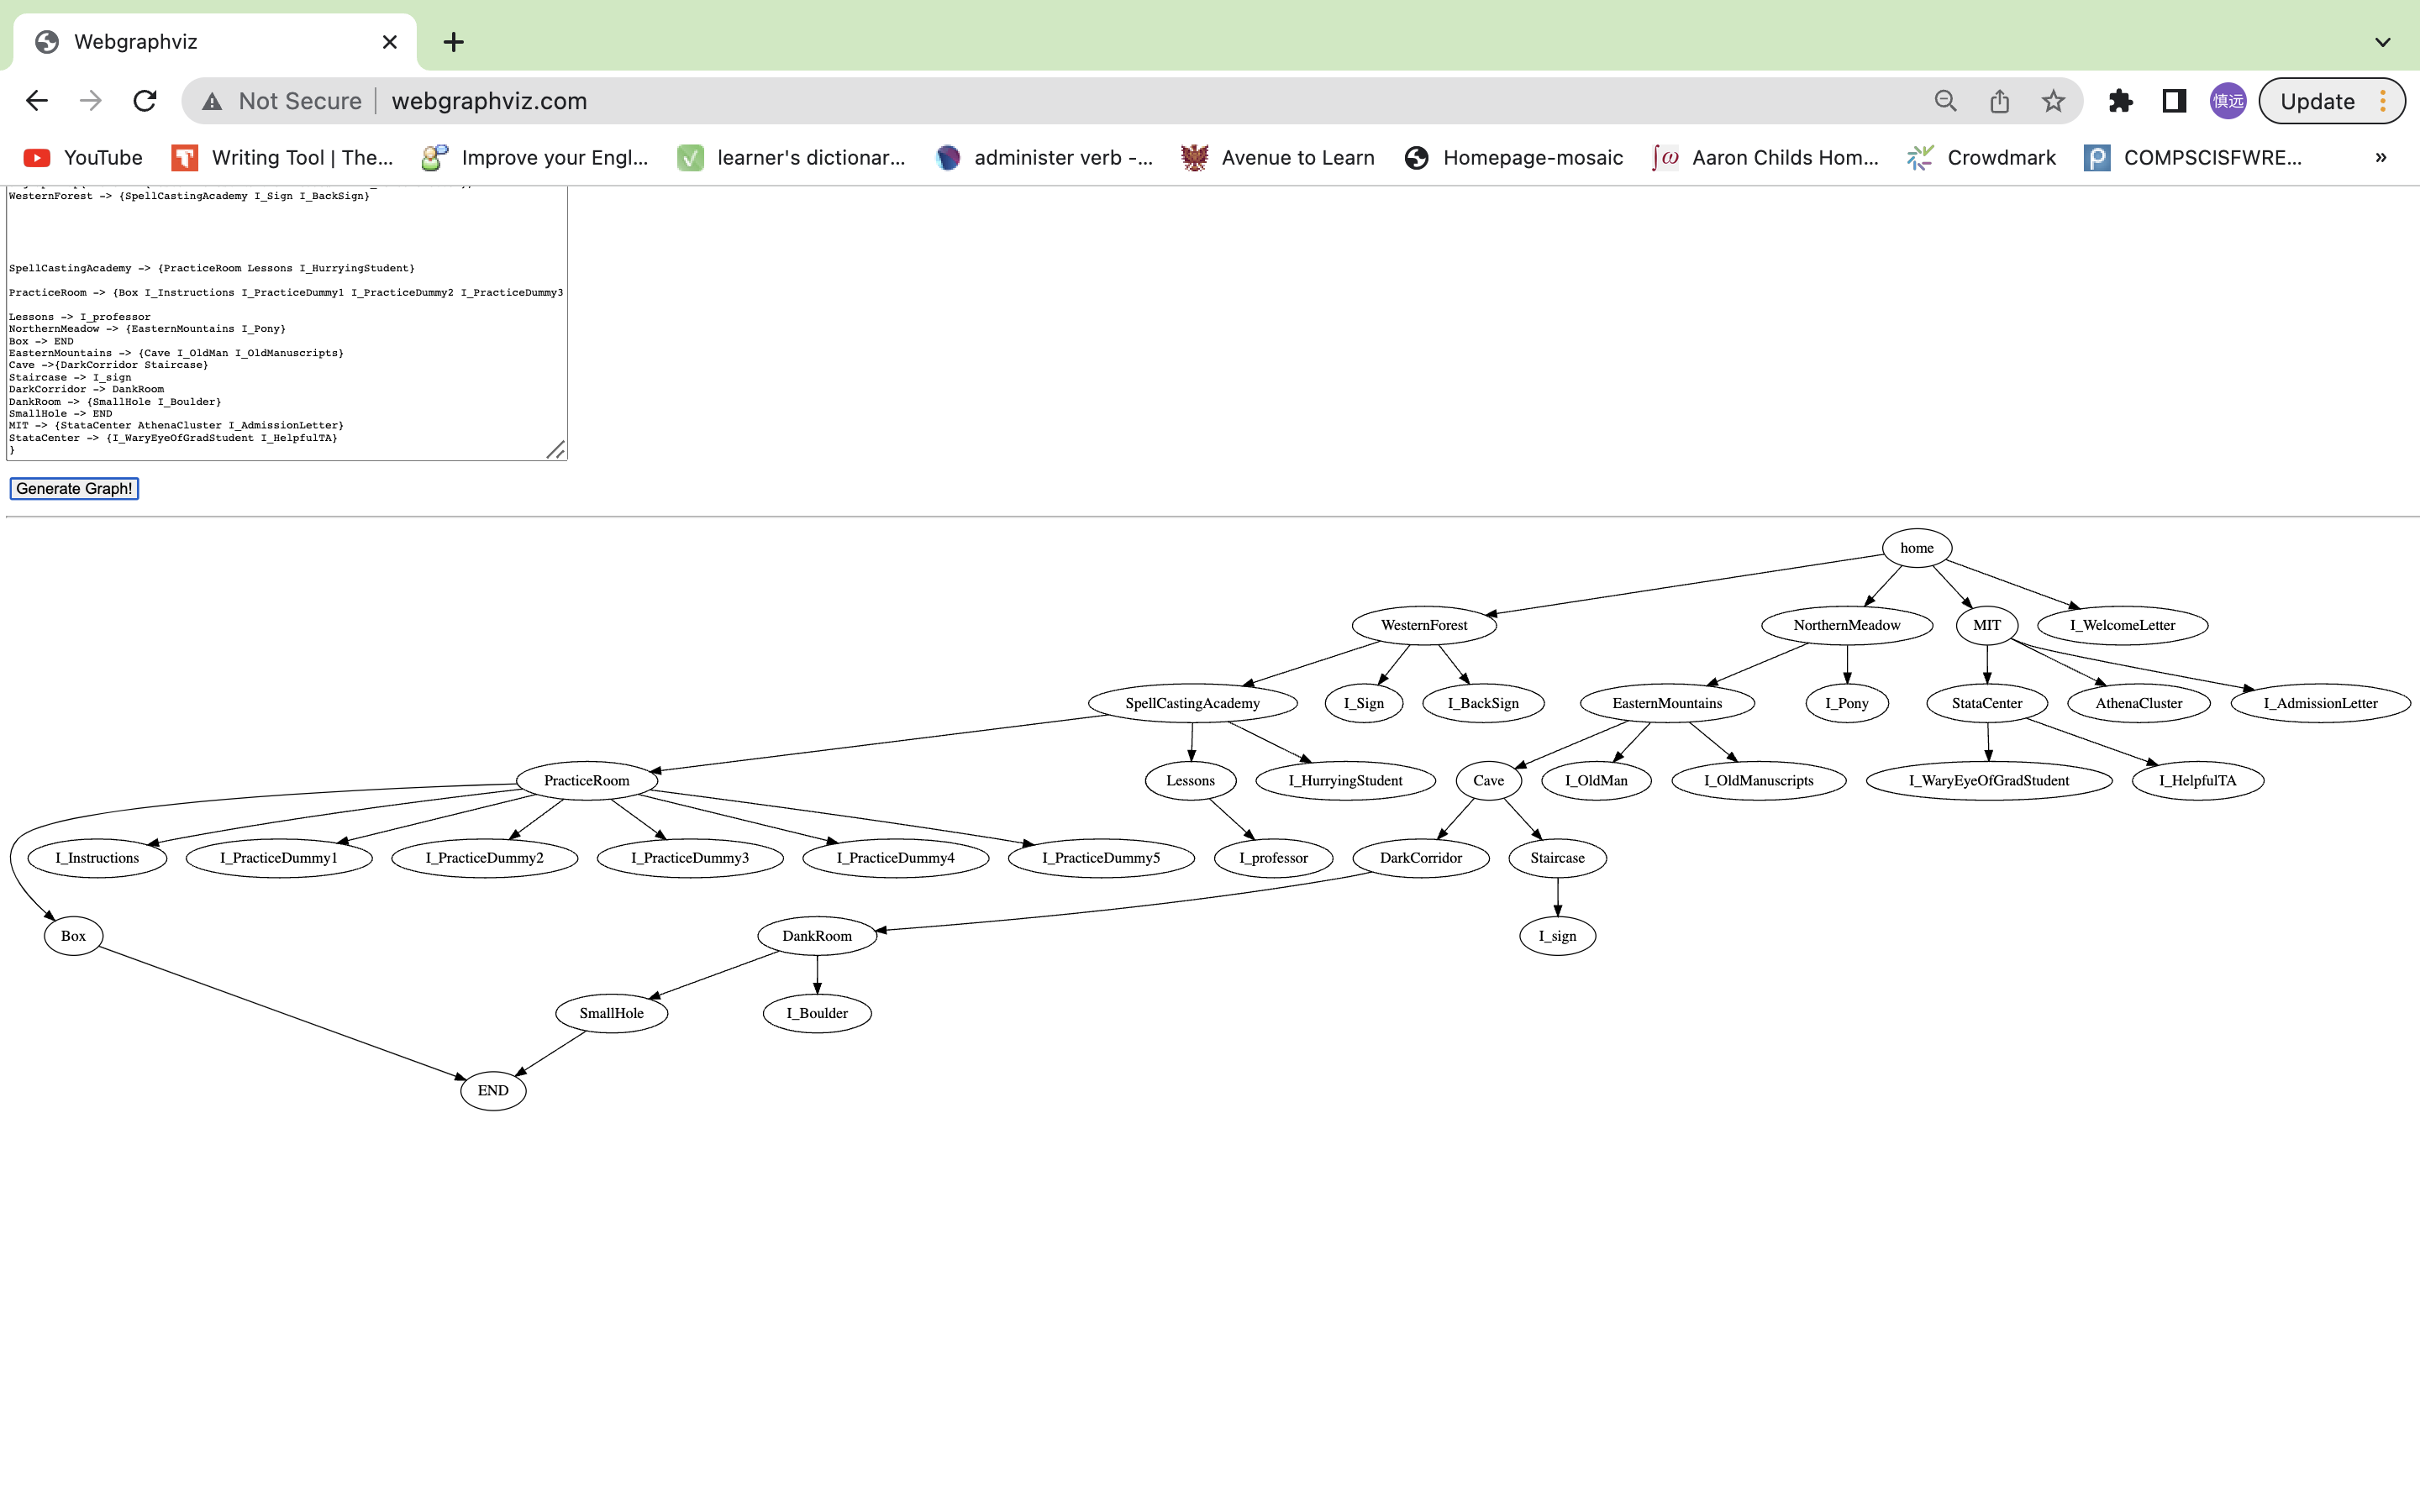 Webgraphviz
Not Secure webgraphviz.com
慎远
Update
YouTube Writing Tool | The... Improve your Engl... learner's dictionar... administer verb -... Avenue to Learn Homepage-mosaic Aaron Childs Hom... Crowdmark COMPSCISFWRE... »
WesternForest -> {SpellCastingAcademy I_Sign I_BackSign}
SpellCastingAcademy -> {PracticeRoom Lessons I_HurryingStudent}
PracticeRoom -> {Box I_Instructions I_PracticeDummy1 I_PracticeDummy2 I_PracticeDummy3
Lessons -> I_professor
NorthernMeadow -> {EasternMountains I_Pony}
Box -> END
EasternMountains -> {Cave I_OldMan I_OldManuscripts}
Cave ->{DarkCorridor Staircase}
Staircase -> I_sign
DarkCorridor -> DankRoom
DankRoom -> {SmallHole I_Boulder}
SmallHole -> END
MIT -> {StataCenter AthenaCluster I_AdmissionLetter}
StataCenter -> {I_WaryEyeOfGradStudent I_HelpfulTA}
}
Generate Graph!
home
WesternForest NorthernMeadow MIT I_WelcomeLetter
SpellCastingAcademy I_Sign I_BackSign EasternMountains I_Pony StataCenter AthenaCluster I_AdmissionLetter
PracticeRoom Lessons I_HurryingStudent Cave I_OldMan I_OldManuscripts I_WaryEyeOfGradStudent I_HelpfulTA
I_Instructions I_PracticeDummy1 I_PracticeDummy2 I_PracticeDummy3 I_PracticeDummy4 I_PracticeDummy5 I_professor DarkCorridor Staircase
Box DankRoom I_sign
SmallHole I_Boulder
END